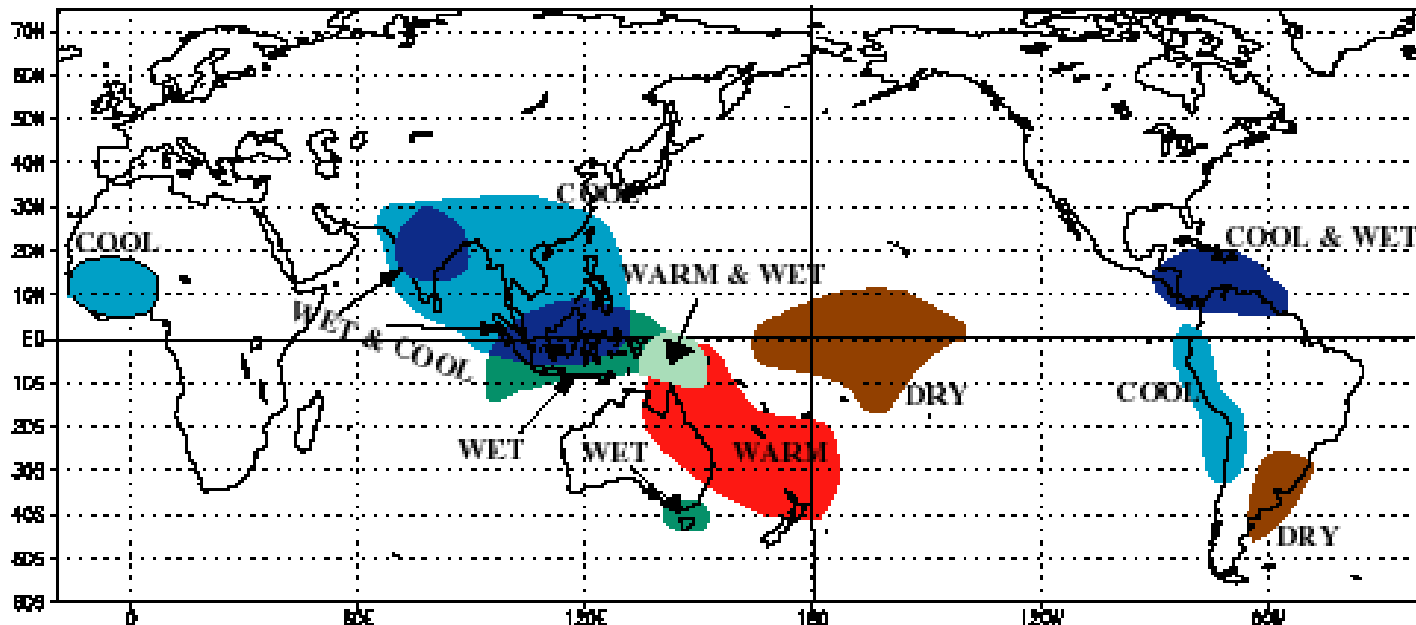 70N
60N
50N
40N
30N
20N
10N
EQ
10S
20S
30S
40S
50S
60S
COOL
COOL
COOL & WET
WARM & WET
WET & COOL
DRY
COOL
WET
WET
WARM
DRY
0
60E
120E
180
120W
60W